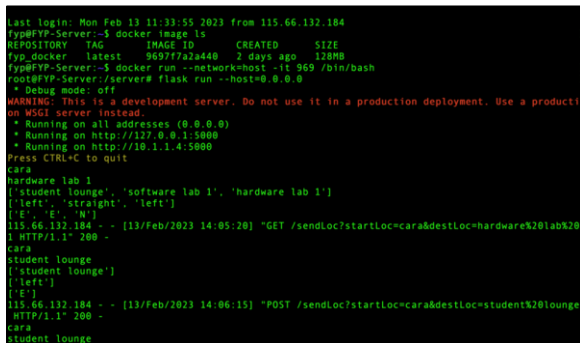 Last login: Mon Feb 13 11:33:55 2023 from 115.66.132.184
fyp@FYP-Server:~$ docker image ls
REPOSITORY TAG IMAGE ID CREATED SIZE
fyp_docker latest 9697f7a2a440 2 days ago 128MB
fyp@FYP-Server:~$ docker run --network=host -it 969 /bin/bash
root@FYP-Server:/server# flask run --host=0.0.0.0
* Debug mode: off
WARNING: This is a development server. Do not use it in a production deployment. Use a producti
on WSGI server instead.
* Running on all addresses (0.0.0.0)
* Running on http://127.0.0.1:5000
* Running on http://10.1.1.4:5000
Press CTRL+C to quit
cara
hardware lab 1
['student lounge', 'software lab 1', 'hardware lab 1']
['left', 'straight', 'left']
['E', 'E', 'N']
115.66.132.184 - - [13/Feb/2023 14:05:20] "GET /sendLoc?startLoc=cara&destLoc=hardware%20lab%20
1 HTTP/1.1" 200 -
cara
student lounge
['student lounge']
['left']
['E']
115.66.132.184 - - [13/Feb/2023 14:06:15] "POST /sendLoc?startLoc=cara&destLoc=student%20lounge
HTTP/1.1" 200 -
cara
student lounge